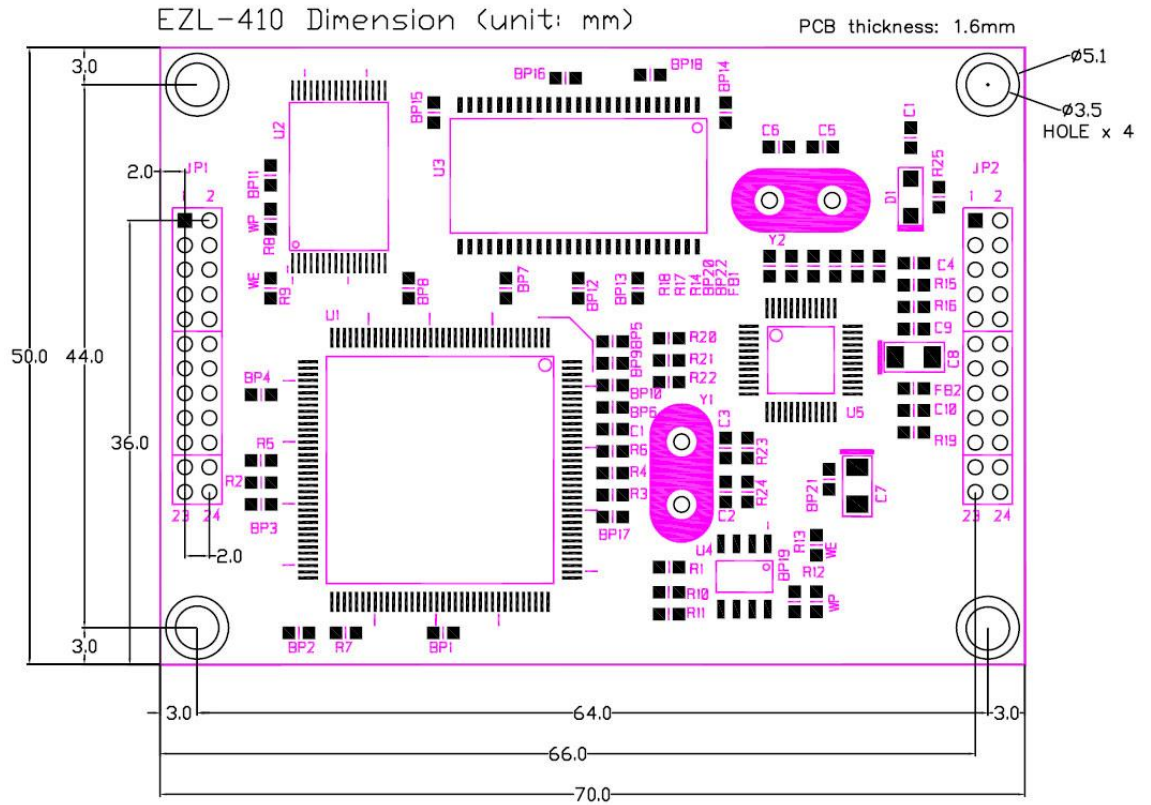 EZL-410 Dimension (unit: mm)
PCB thickness: 1.6mm
3.0
BP16
BP18
BP14
BP15
ø5.1
ø3.5
HOLE x 4
U2
U3
C6
C5
C1
R25
D1
2.0
JP1
JP2
1 2
1 2
BP11
WP
R8
WE
R9
BP8
BP7
BP12
BP13
R18
R17
R14
BP20
BP22
FB1
Y2
C4
R15
R16
C9
C8
U1
BP5
BP9
BP10
BP6
C1
R6
R4
R3
BP17
R20
R21
R22
Y1
U5
FB2
C10
R19
50.0
44.0
36.0
BP4
R5
R2
BP3
C3
R23
R24
C2
BP21
C7
23 24
23 24
2.0
U4
BP19
R13
WE
R12
WP
R1
R10
R11
3.0
BP2
R7
BP1
3.0
64.0
3.0
66.0
70.0